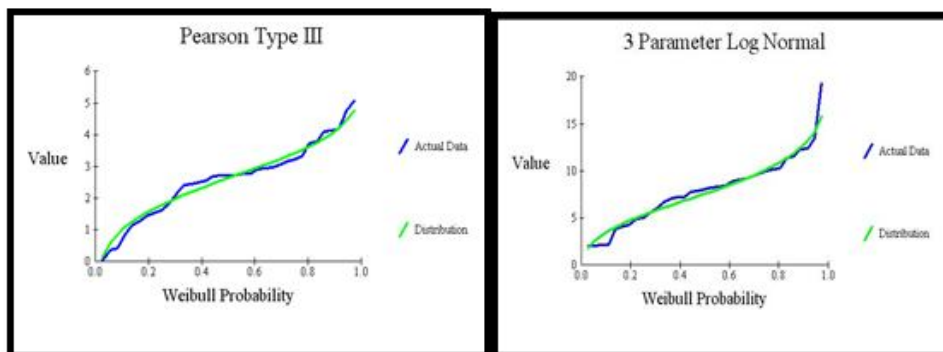 Pearson Type III
6
5
4
3
2
1
0
Value
0.0 0.2 0.4 0.6 0.8 1.0
Weibull Probability
Actual Data
Distribution
3 Parameter Log Normal
20
15
10
5
0
Value
0.0 0.2 0.4 0.6 0.8 1.0
Weibull Probability
Actual Data
Distribution